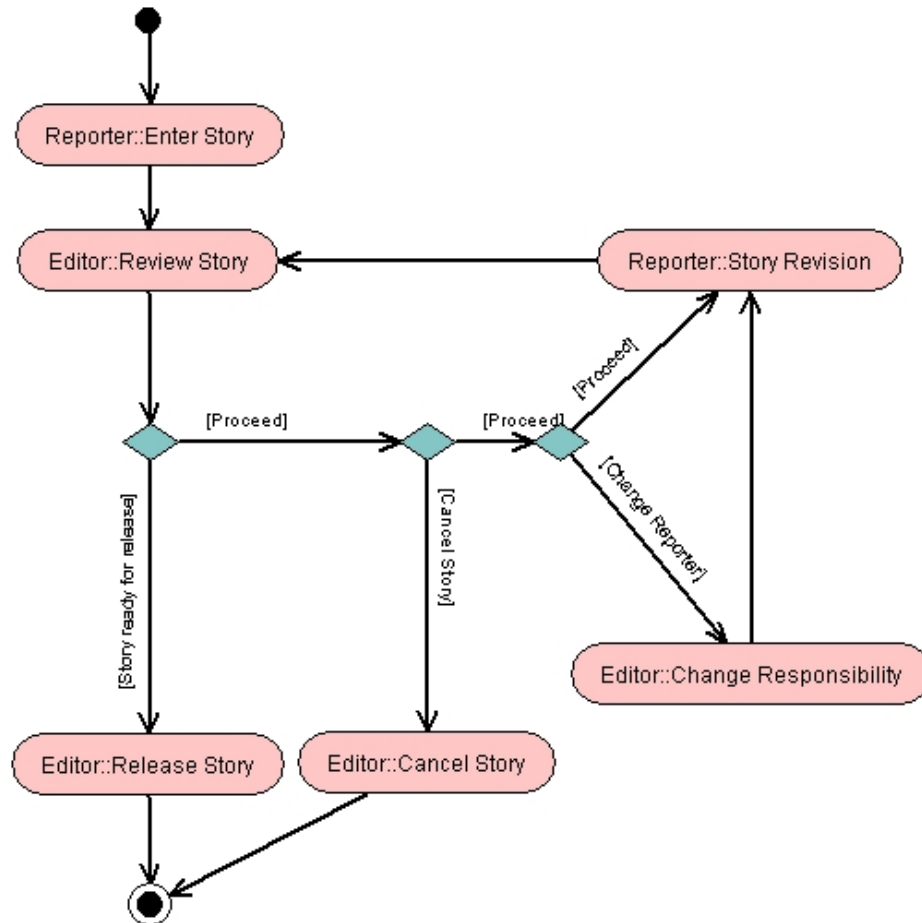 Reporter::Enter Story
Editor::Review Story
Reporter::Story Revision
[Proceed]
[Proceed]
[Proceed]
[Story ready for release]
[Cancel Story]
[Change Reporter]
Editor::Change Responsibility
Editor::Release Story
Editor::Cancel Story